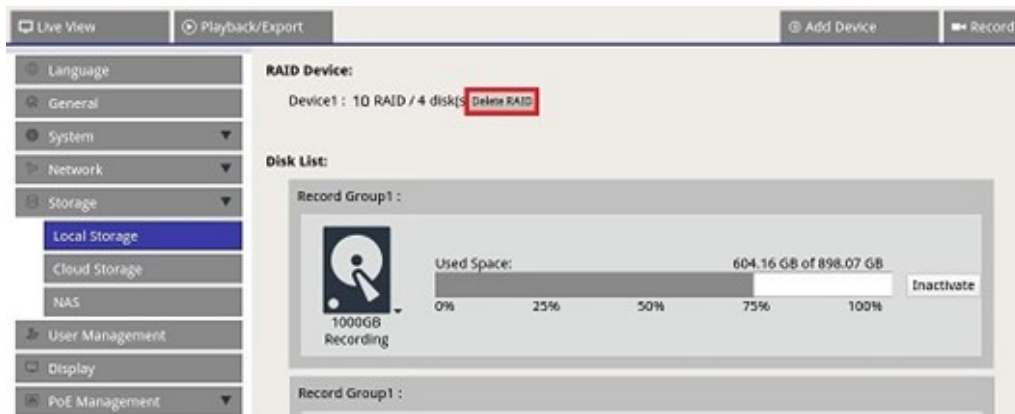 Live View
Playback/Export
Add Device
Record
Language
General
System
Network
Storage
Local Storage
Cloud Storage
NAS
User Management
Display
PoE Management
RAID Device:
Device1 : 10 RAID / 4 disk(s Delete RAID
Disk List:
Record Group1 :
Used Space: 604.16 GB of 898.07 GB
Inactivate
0% 25% 50% 75% 100%
1000GB
Recording
Record Group1 :